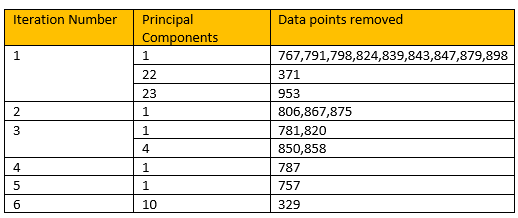 Iteration Number Principal Components Data points removed
1 1 767,791,798,824,839,843,847,879,898
22 371
23 953
2 1 806,867,875
3 1 781,820
4 850,858
4 1 787
5 1 757
6 10 329